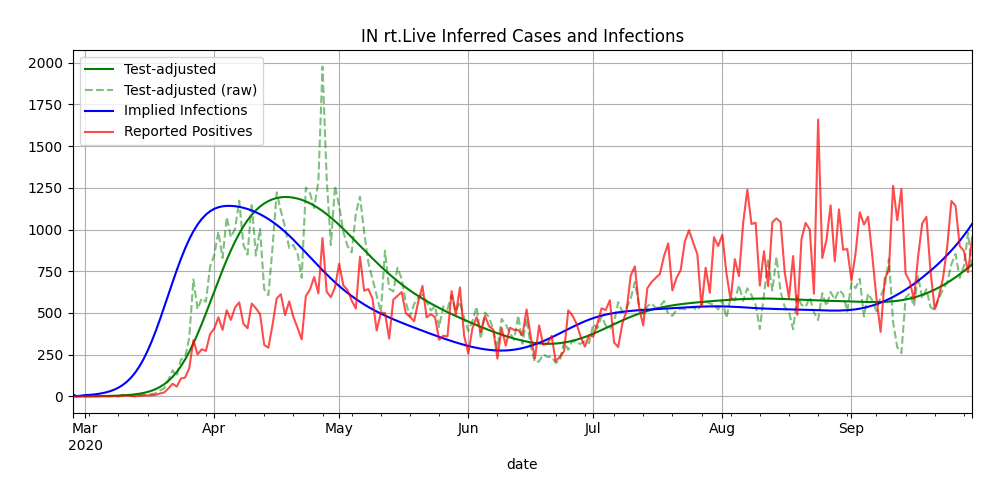 IN rt.Live Inferred Cases and Infections
Test-adjusted
Test-adjusted (raw)
Implied Infections
Reported Positives
2000
1750
1500
1250
1000
750
500
250
0
Mar Apr May Jun Jul Aug Sep
2020
date